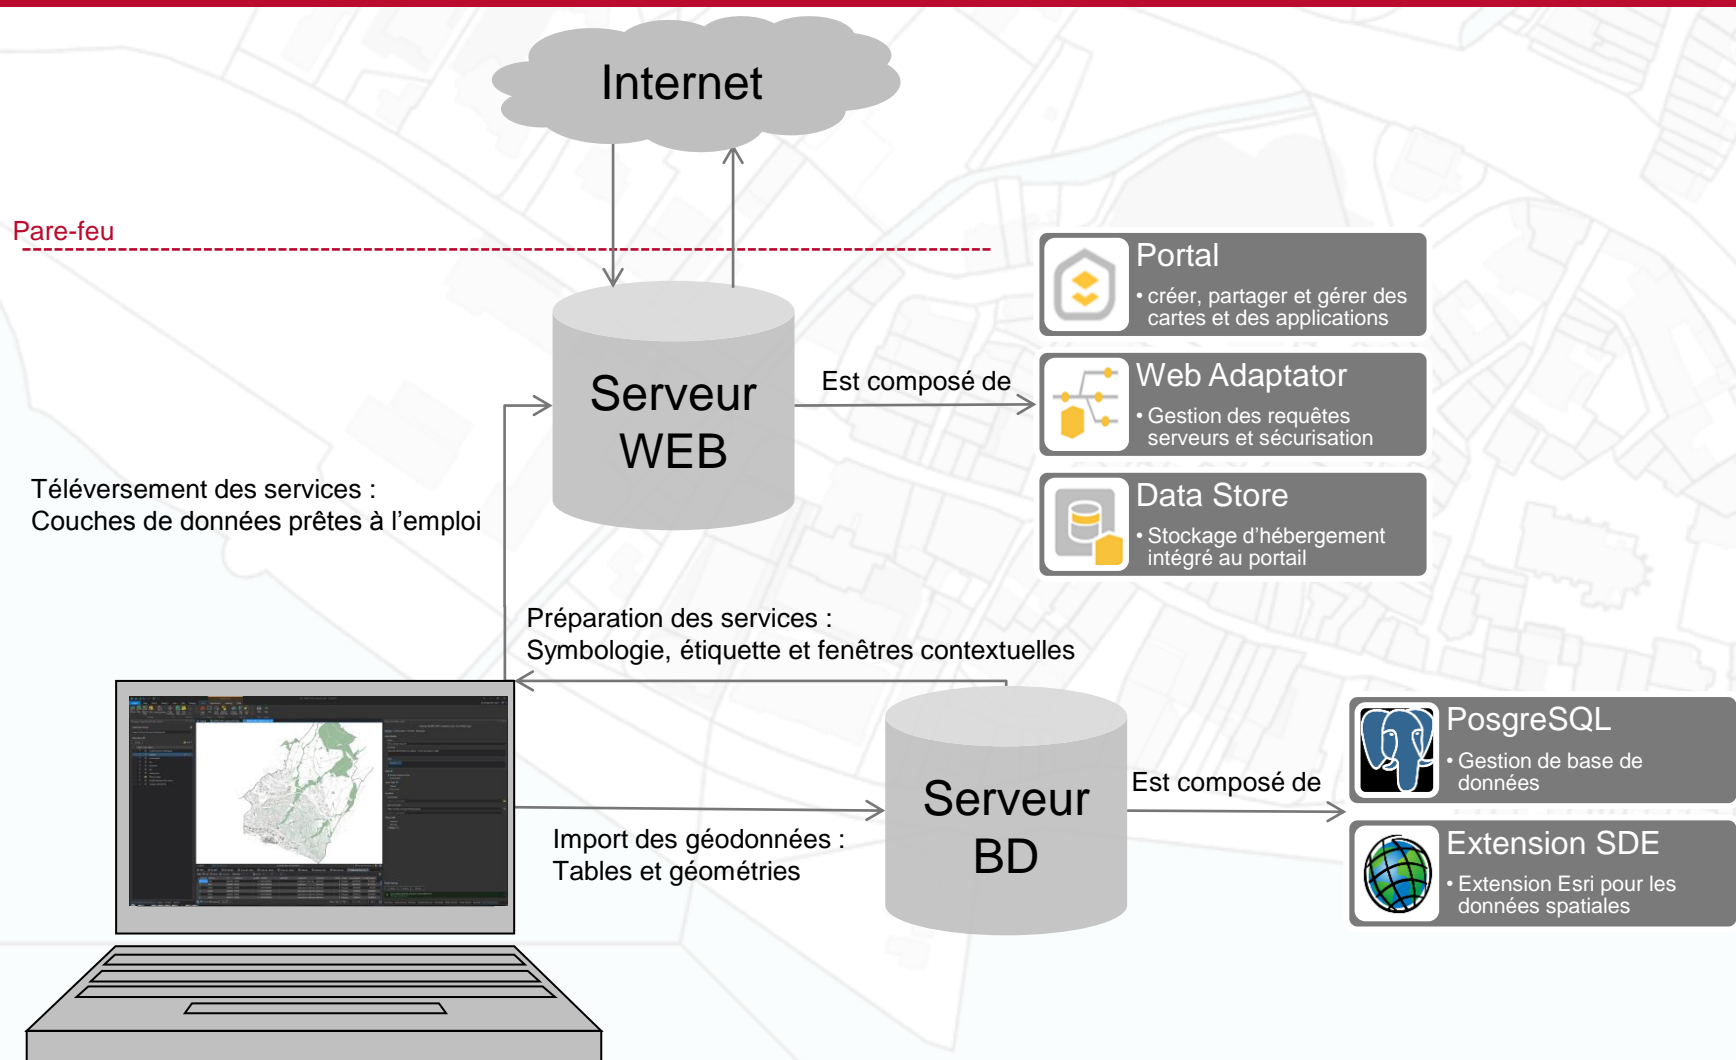 Internet
Pare-feu
Portal
• créer, partager et gérer des
cartes et des applications
Serveur
WEB
Est composé de
Web Adaptator
• Gestion des requêtes
serveurs et sécurisation
Data Store
• Stockage d’hébergement
intégré au portail
Téléversement des services :
Couches de données prêtes à l’emploi
Préparation des services :
Symbologie, étiquette et fenêtres contextuelles
Import des géodonnées :
Tables et géométries
Serveur
BD
Est composé de
PosgreSQL
• Gestion de base de
données
Extension SDE
• Extension Esri pour les
données spatiales